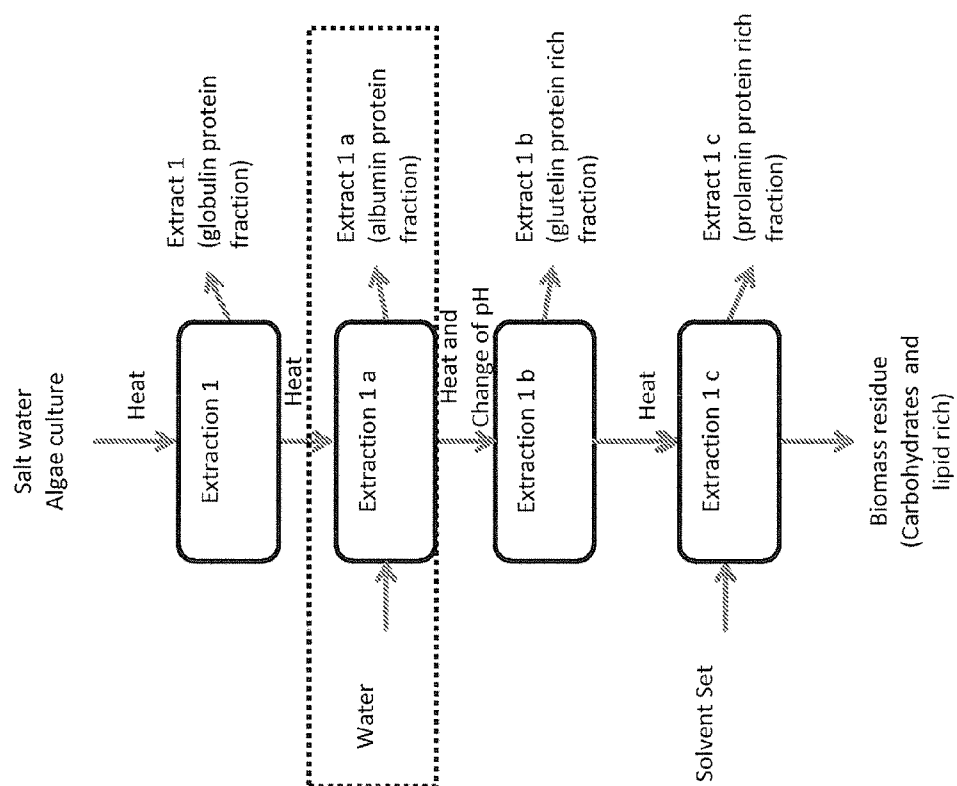 Salt water
Algae culture
Heat
Extraction 1
Extract 1
(globulin protein
fraction)
Heat
Water
Extraction 1 a
Extract 1 a
(albumin protein
fraction)
Heat and
Change of pH
Extraction 1 b
Extract 1 b
(glutelin protein rich
fraction)
Heat
Solvent Set
Extraction 1 c
Extract 1 c
(prolamin protein rich
fraction)
Biomass residue
(Carbohydrates and
lipid rich)